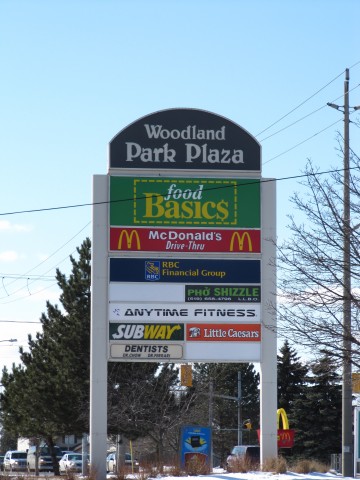 Woodland
Park Plaza
food
Basics
McDonald's
Drive-Thru
RBC
RBC
Financial Group
PHỞ SHIZZLE
L.L.B.O
ANYTIME FITNESS
SUBWAY
Little Caesars
DENTISTS